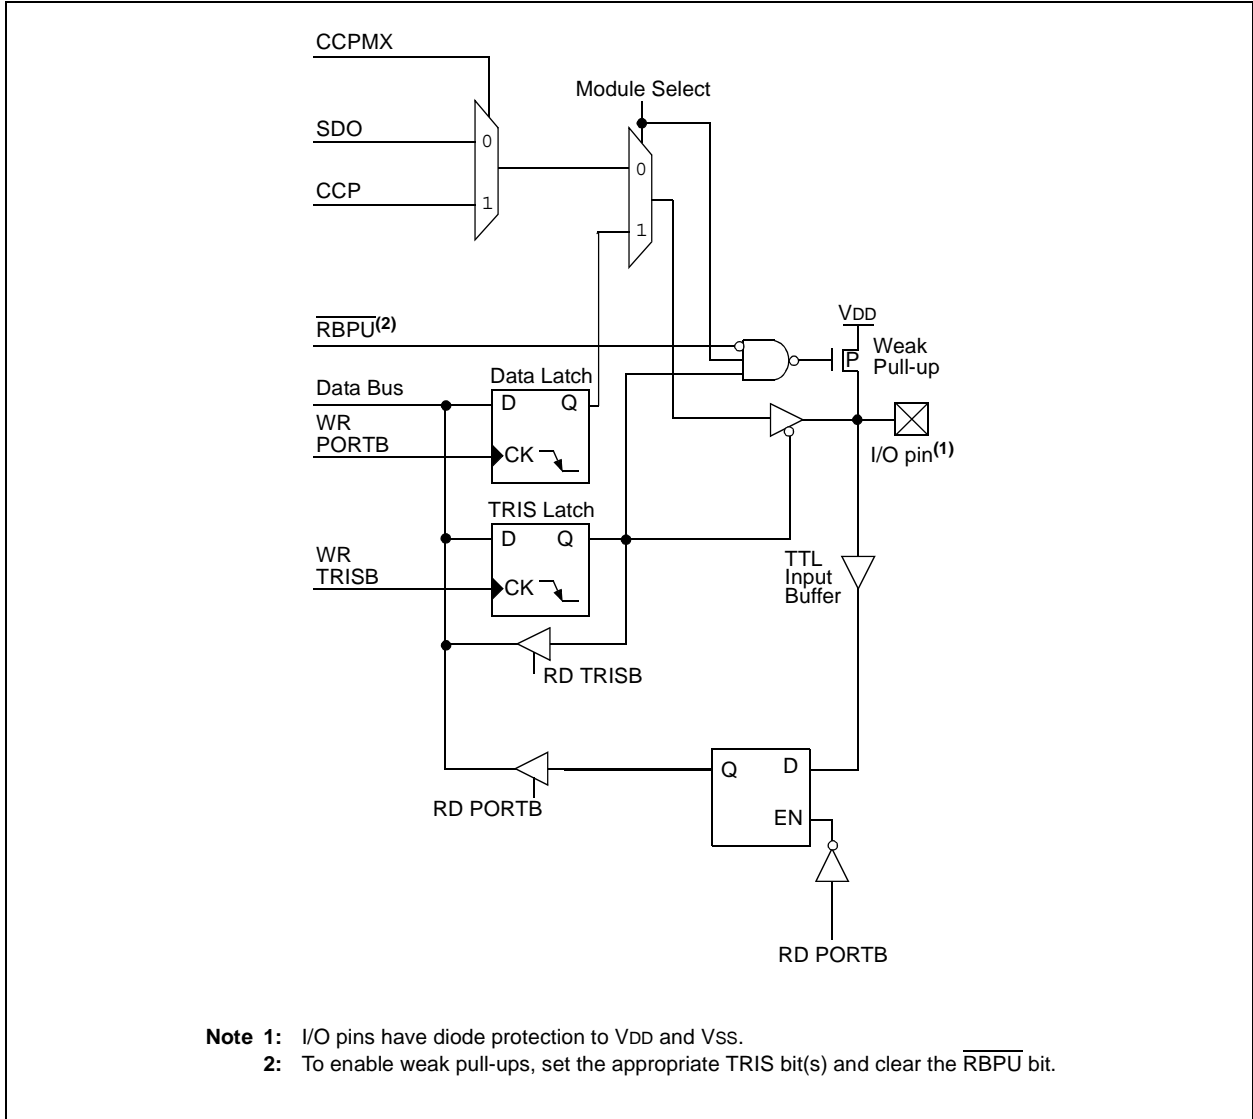 CCPMX
Module Select
SDO
0
0
CCP
1
1
VDD
RBPU(2)
Weak
Pull-up
P
Data Latch
Data Bus
D Q
WR
PORTB
CK
I/O pin(1)
TRIS Latch
D Q
WR
TRISB
CK
TTL
Input
Buffer
RD TRISB
Q D
RD PORTB
EN
RD PORTB
Note 1: I/O pins have diode protection to VDD and VSS.
2: To enable weak pull-ups, set the appropriate TRIS bit(s) and clear the RBPU bit.